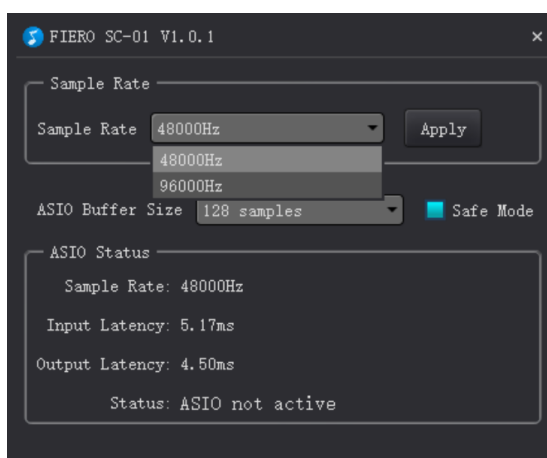 FIERO SC-01 V1.0.1 ×
Sample Rate
Sample Rate 48000Hz Apply
48000Hz
96000Hz
ASIO Buffer Size 128 samples Safe Mode
ASIO Status
Sample Rate: 48000Hz
Input Latency: 5.17ms
Output Latency: 4.50ms
Status: ASIO not active